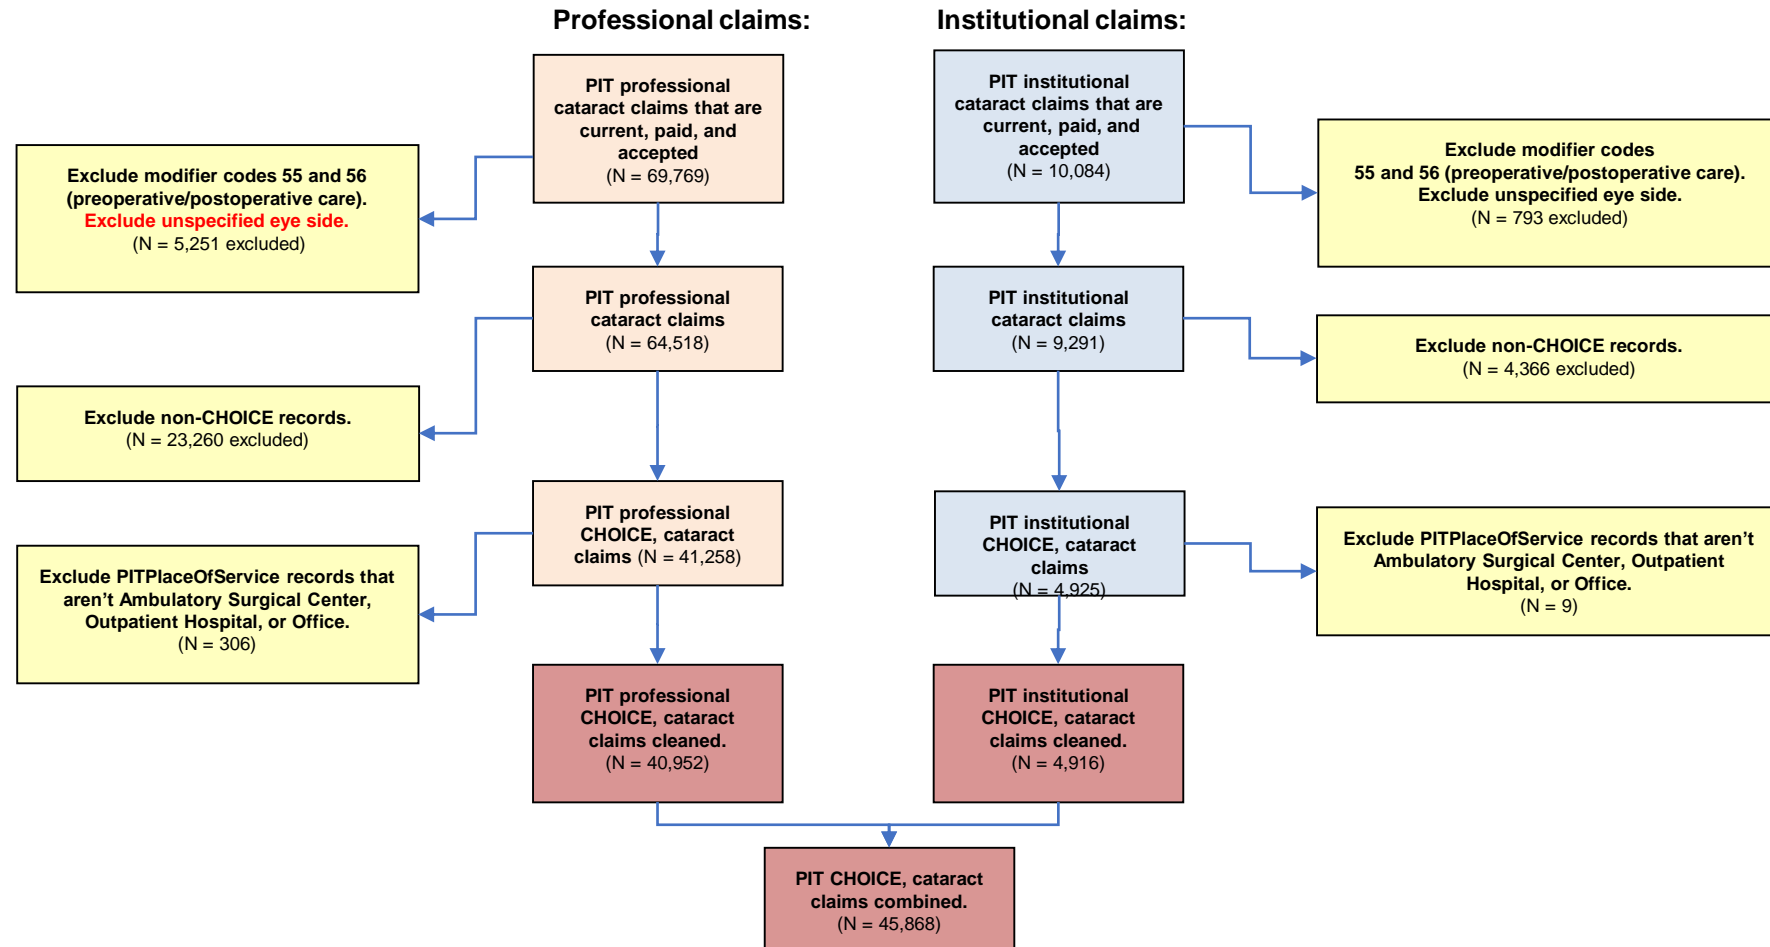 Professional claims:
Institutional claims:
PIT professional
cataract claims that are
current, paid, and
accepted
(N = 69,769)
PIT institutional
cataract claims that are
current, paid, and
accepted
(N = 10,084)
Exclude modifier codes 55 and 56
(preoperative/postoperative care).
Exclude unspecified eye side.
(N = 5,251 excluded)
Exclude modifier codes
55 and 56 (preoperative/postoperative care).
Exclude unspecified eye side.
(N = 793 excluded)
PIT professional
cataract claims
(N = 64,518)
PIT institutional
cataract claims
(N = 9,291)
Exclude non-CHOICE records.
(N = 23,260 excluded)
Exclude non-CHOICE records.
(N = 4,366 excluded)
PIT professional
CHOICE, cataract
claims (N = 41,258)
PIT institutional
CHOICE, cataract
claims
(N = 4,925)
Exclude PITPlaceOfService records that
aren’t Ambulatory Surgical Center,
Outpatient Hospital, or Office.
(N = 306)
Exclude PITPlaceOfService records that aren’t
Ambulatory Surgical Center, Outpatient
Hospital, or Office.
(N = 9)
PIT professional
CHOICE, cataract
claims cleaned.
(N = 40,952)
PIT institutional
CHOICE, cataract
claims cleaned.
(N = 4,916)
PIT CHOICE, cataract
claims combined.
(N = 45,868)